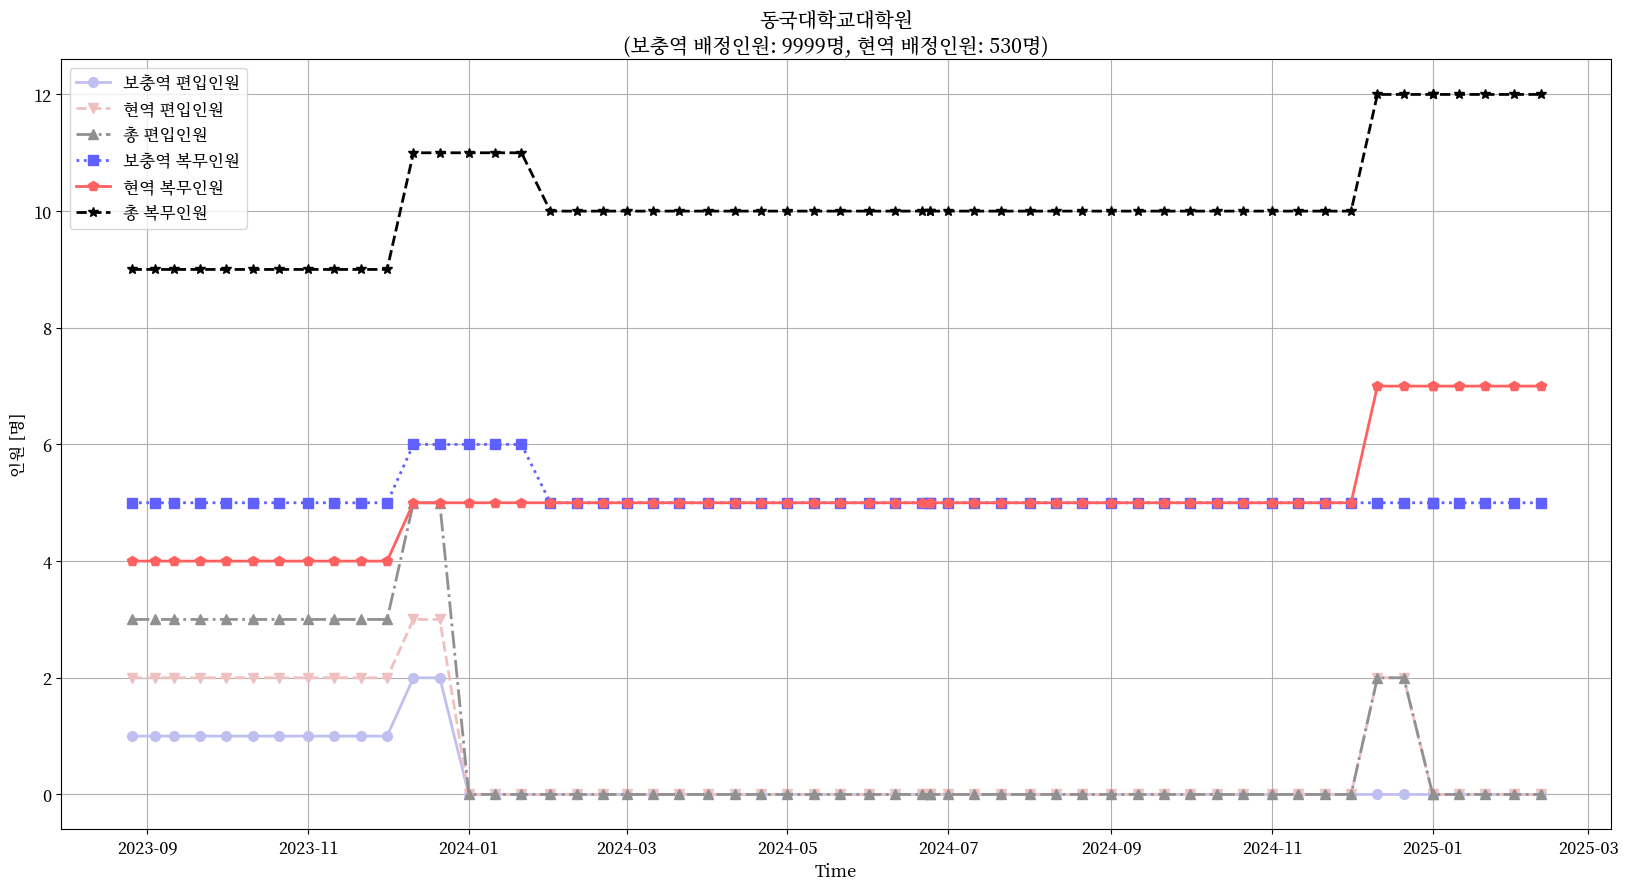 동국대학교대학원
(보충역 배정인원: 9999명, 현역 배정인원: 530명)
보충역 편입인원
현역 편입인원
총 편입인원
보충역 복무인원
현역 복무인원
총 복무인원
12
10
8
6
4
2
0
인원 [명]
2023-09
2023-11
2024-01
2024-03
2024-05
2024-07
2024-09
2024-11
2025-01
2025-03
Time